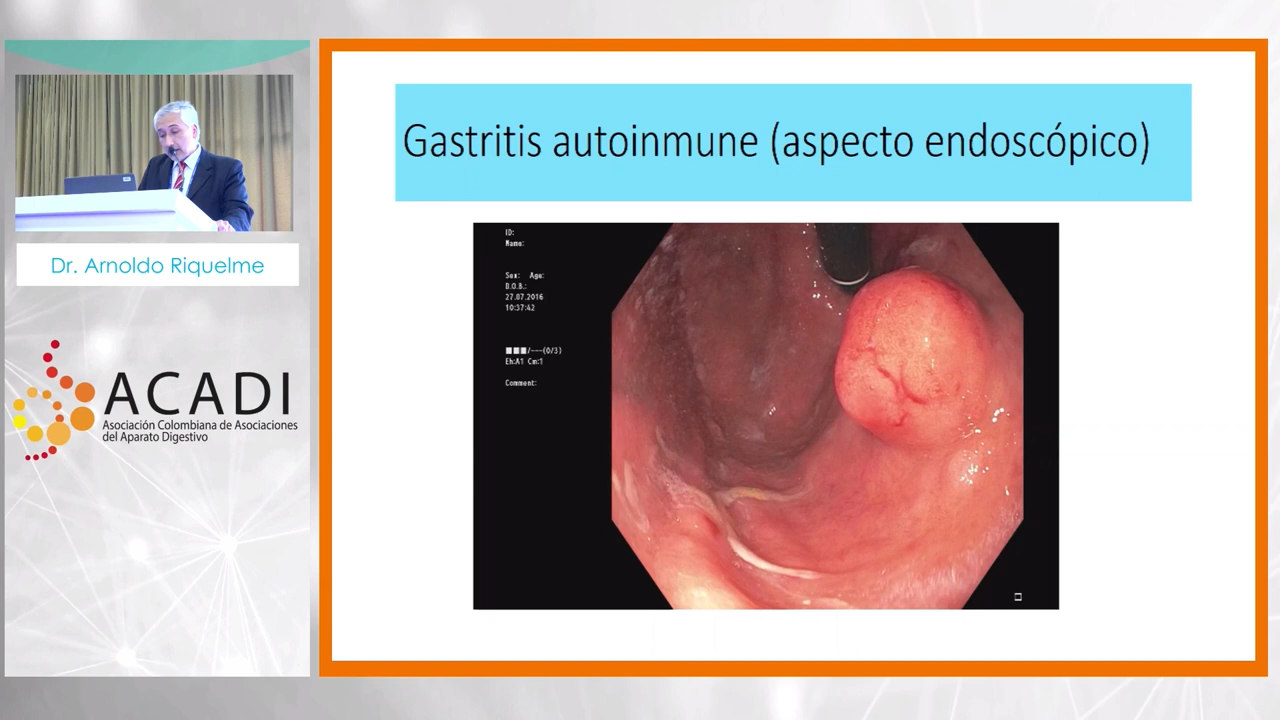 Gastritis autoinmune (aspecto endoscópico)
Dr. Arnoldo Riquelme
ACADI
Asociación Colombiana de Asociaciones
del Aparato Digestivo
ID:
Name:
Sex: Age:
D.O.B.:
27.07.2016
10:37:42
■■■/---(0/3)
Eh:A1 Cm:1
Comment: